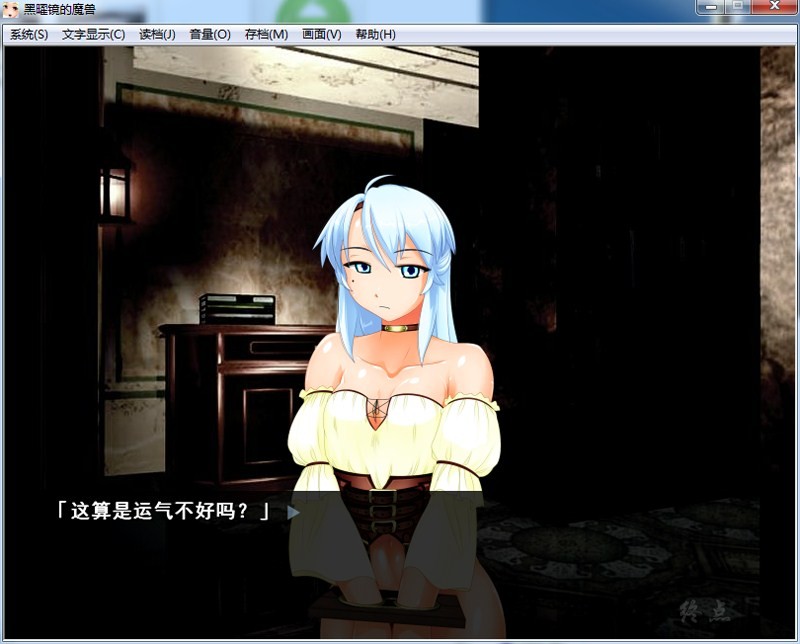 黑曜镜的魔兽
系统(S) 文字显示(C) 读档(J) 音量(O) 存档(M) 画面(V) 帮助(H)
「这算是运气不好吗？」
终点